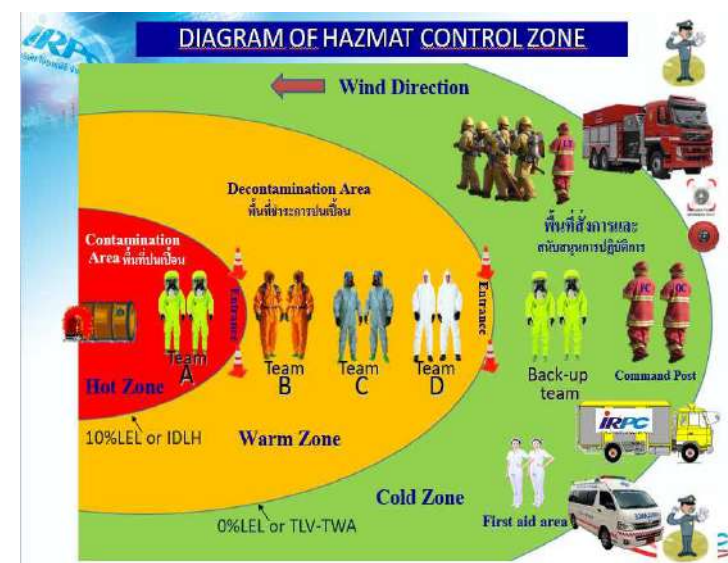 IRPC
DIAGRAM OF HAZMAT CONTROL ZONE
Wind Direction
Decontamination Area
พื้นที่ชำระการปนเปื้อน
พื้นที่สั่งการและ
สนับสนุนการปฏิบัติการ
Contamination
Area พื้นที่ปนเปื้อน
Entrance
Entrance
Team
A
Team
B
Team
C
Team
D
Back-up
team
FC
OC
Command Post
Hot Zone
10%LEL or IDLH
Warm Zone
IRPC
Cold Zone
First aid area
0%LEL or TLV-TWA